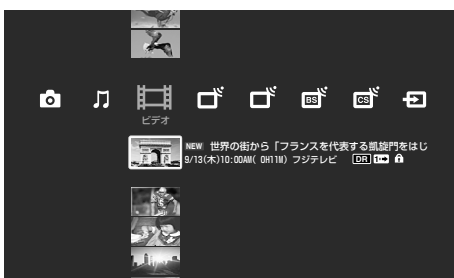 BS
CS
ビデオ
NEW 世界の街から「フランスを代表する凱旋門をはじ
9/13(木)10:00AM( 0H11M) フジテレビ DR